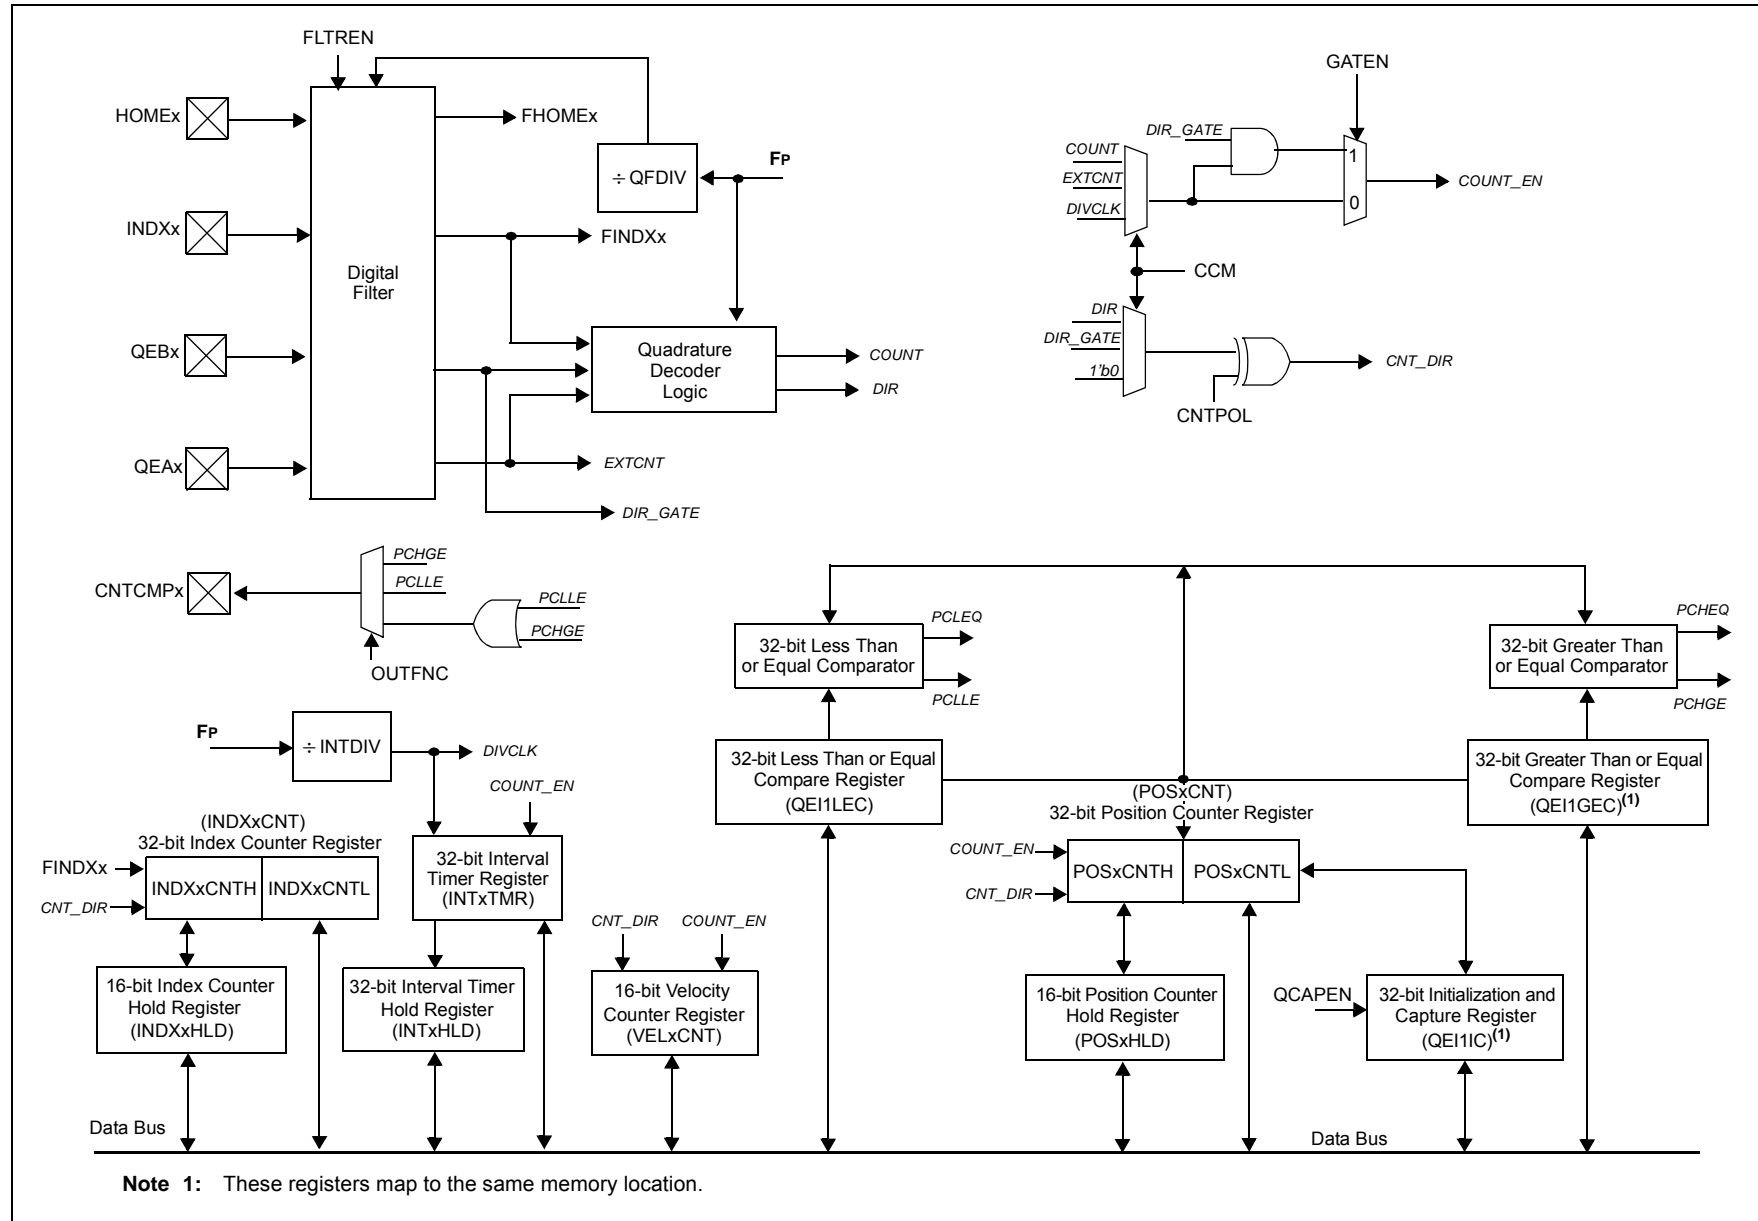 FLTREN
HOMEx
FHOMEx
÷ QFDIV
FP
INDXx
FINDXx
Digital
Filter
QEBx
Quadrature
Decoder
Logic
COUNT
DIR
QEAx
EXTCNT
DIR_GATE
GATEN
DIR_GATE
COUNT
EXTCNT
DIVCLK
1
0
COUNT_EN
CCM
DIR
DIR_GATE
1'b0
CNT_DIR
CNTPOL
CNTCMPx
PCHGE
PCLLE
PCLLE
PCHGE
OUTFNC
32-bit Less Than
or Equal Comparator
PCLEQ
PCLLE
32-bit Greater Than
or Equal Comparator
PCHEQ
PCHGE
FP
÷ INTDIV
DIVCLK
COUNT_EN
32-bit Less Than or Equal
Compare Register
(QEI1LEC)
(POSxCNT)
32-bit Position Counter Register
32-bit Greater Than or Equal
Compare Register
(QEI1GEC)(1)
(INDXxCNT)
32-bit Index Counter Register
FINDXx
CNT_DIR
INDXxCNTH
INDXxCNTL
32-bit Interval
Timer Register
(INTxTMR)
COUNT_EN
CNT_DIR
POSxCNTH
POSxCNTL
CNT_DIR
COUNT_EN
16-bit Index Counter
Hold Register
(INDXxHLD)
32-bit Interval Timer
Hold Register
(INTxHLD)
16-bit Velocity
Counter Register
(VELxCNT)
16-bit Position Counter
Hold Register
(POSxHLD)
QCAPEN
32-bit Initialization and
Capture Register
(QEI1IC)(1)
Data Bus
Data Bus
Note 1: These registers map to the same memory location.